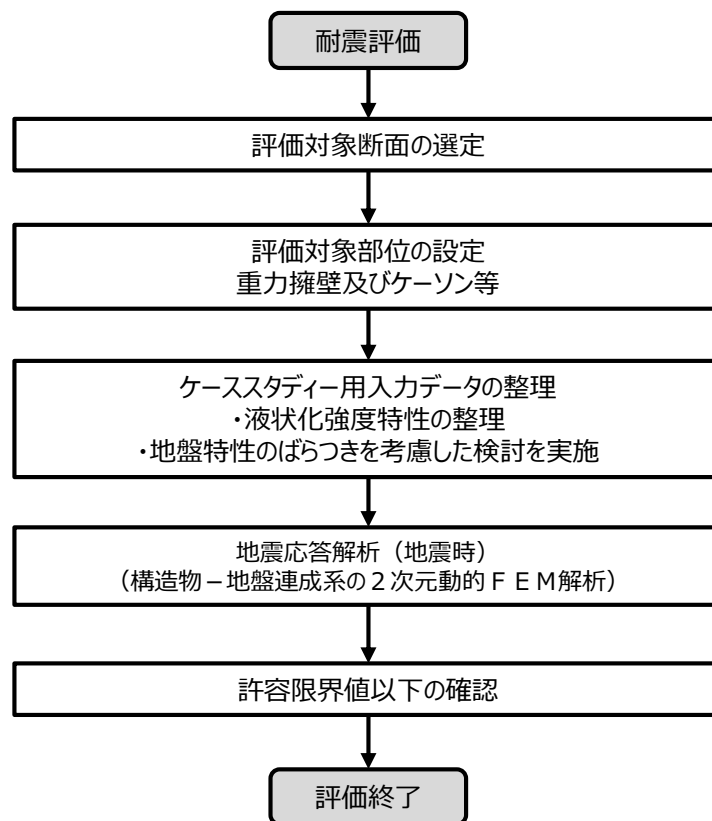 耐震評価
評価対象断面の選定
評価対象部位の設定
重力擁壁及びケーソン等
ケーススタディー用入力データの整理
・液状化強度特性の整理
・地盤特性のばらつきを考慮した検討を実施
地震応答解析（地震時）
（構造物－地盤連成系の２次元動的ＦＥＭ解析）
許容限界値以下の確認
評価終了